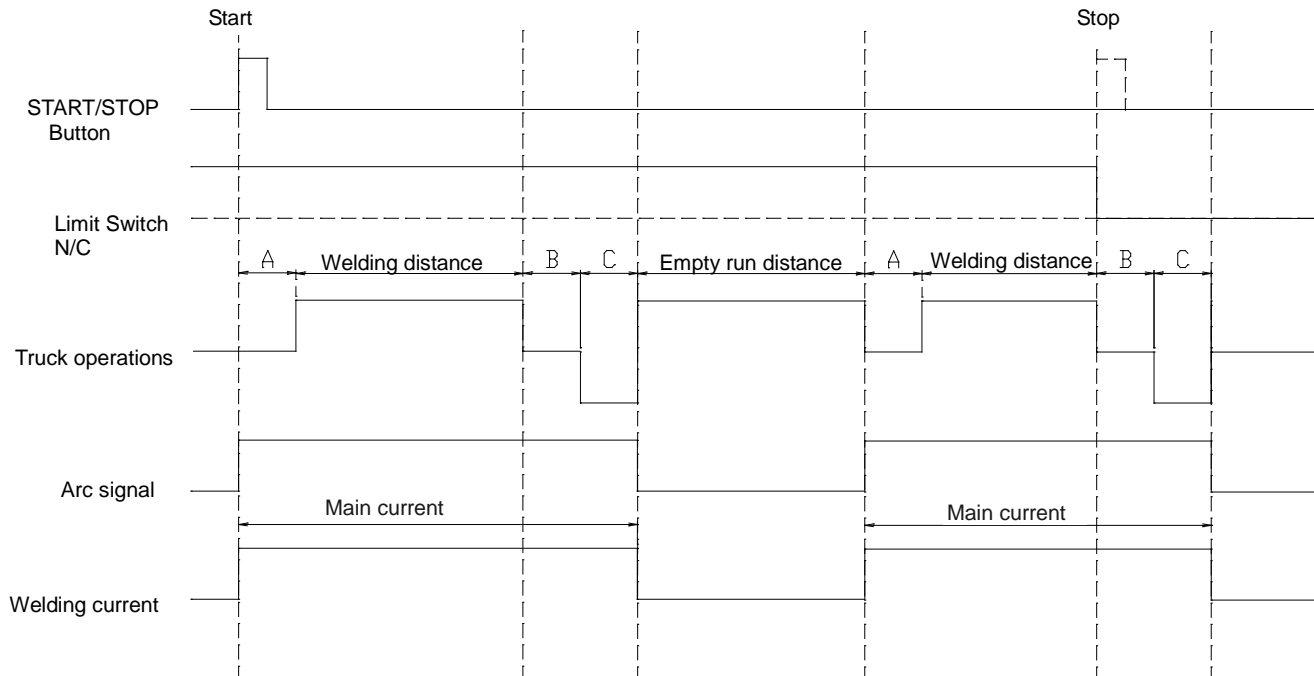 Start
Stop
START/STOP
Button
Limit Switch
N/C
A
Welding distance
B
C
Empty run distance
A
Welding distance
B
C
Truck operations
Arc signal
Main current
Main current
Welding current